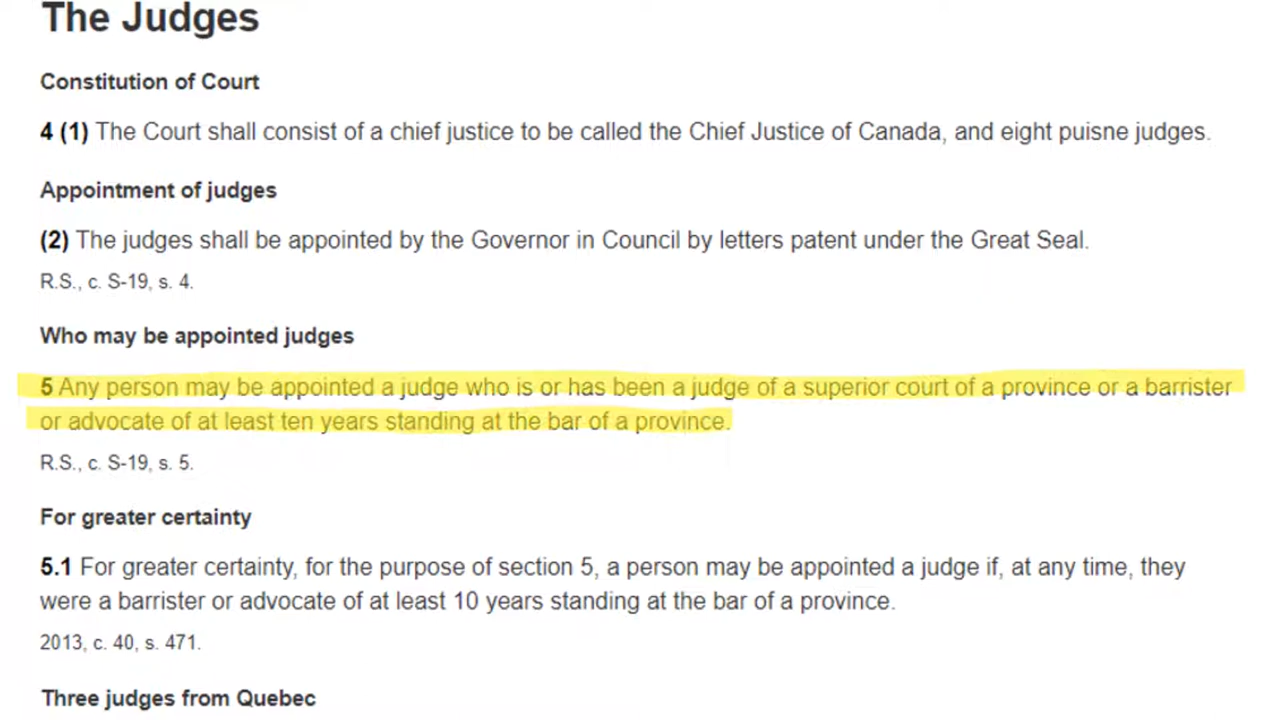 The Judges
Constitution of Court
4 (1) The Court shall consist of a chief justice to be called the Chief Justice of Canada, and eight puisne judges.
Appointment of judges
(2) The judges shall be appointed by the Governor in Council by letters patent under the Great Seal.
R.S., c. S-19, s. 4.
Who may be appointed judges
5 Any person may be appointed a judge who is or has been a judge of a superior court of a province or a barrister
or advocate of at least ten years standing at the bar of a province.
R.S., c. S-19, s. 5.
For greater certainty
5.1 For greater certainty, for the purpose of section 5, a person may be appointed a judge if, at any time, they
were a barrister or advocate of at least 10 years standing at the bar of a province.
2013, c. 40, s. 471.
Three judges from Quebec